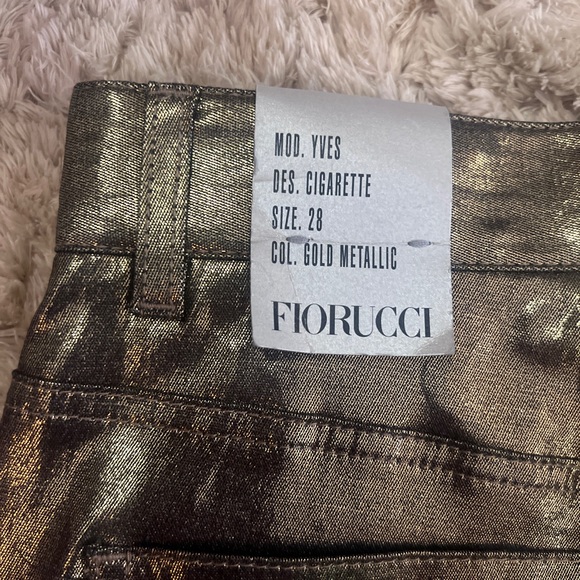 MOD. YVES
DES. CIGARETTE
SIZE. 28
COL. GOLD METALLIC
FIORUCCI